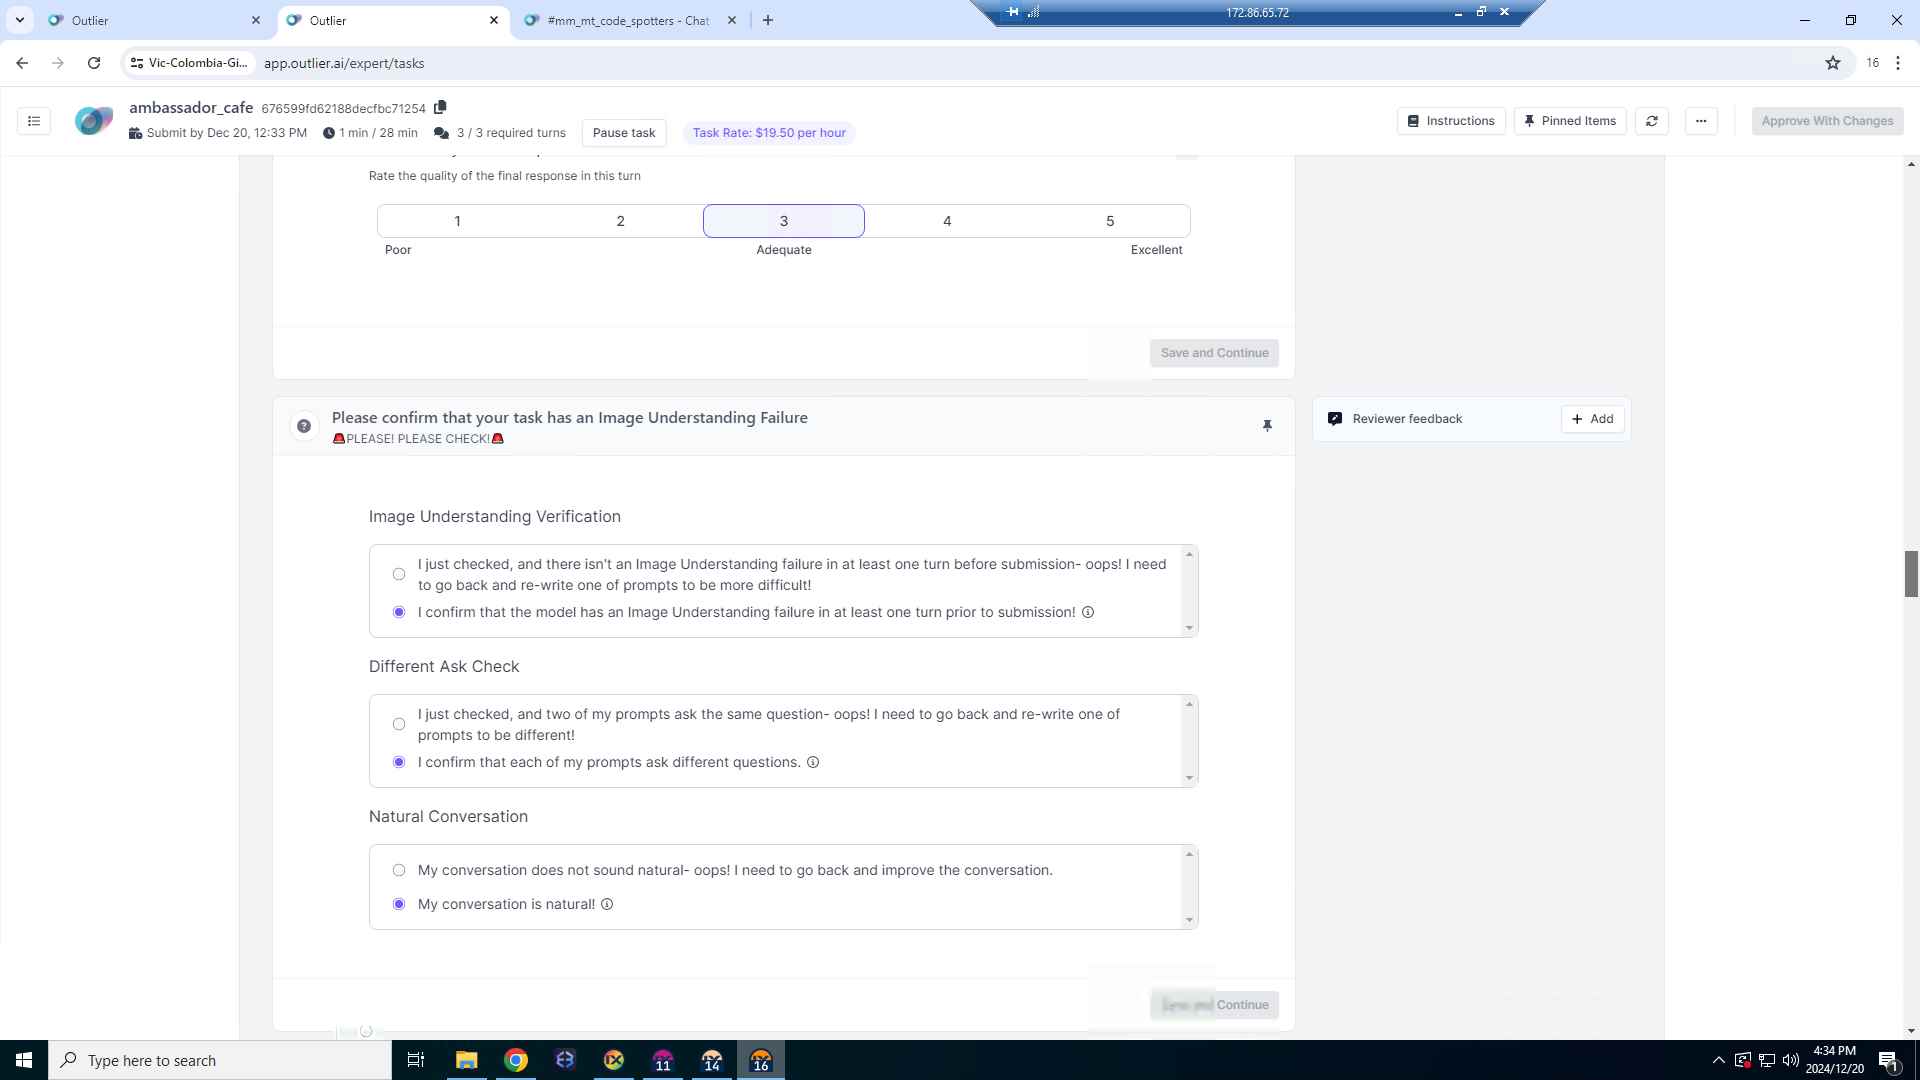 Outlier
Outlier
#mm_mt_code_spotters - Chat
172.86.65.72
Vic-Colombia-Gi...
app.outlier.ai/expert/tasks
16
ambassador_cafe 676599fd62188decfbc71254
Submit by Dec 20, 12:33 PM
1 min / 28 min
3 / 3 required turns
Pause task
Task Rate: $19.50 per hour
Instructions
Pinned Items
Approve With Changes
Rate the quality of the final response in this turn
1 2 3 4 5
Poor Adequate Excellent
Save and Continue
Please confirm that your task has an Image Understanding Failure
🚨PLEASE! PLEASE CHECK!🚨
Reviewer feedback
+ Add
Image Understanding Verification
I just checked, and there isn't an Image Understanding failure in at least one turn before submission- oops! I need
to go back and re-write one of prompts to be more difficult!
I confirm that the model has an Image Understanding failure in at least one turn prior to submission!
Different Ask Check
I just checked, and two of my prompts ask the same question- oops! I need to go back and re-write one of
prompts to be different!
I confirm that each of my prompts ask different questions.
Natural Conversation
My conversation does not sound natural- oops! I need to go back and improve the conversation.
My conversation is natural!
Continue
Type here to search
11
14
16
4:34 PM
2024/12/20
1